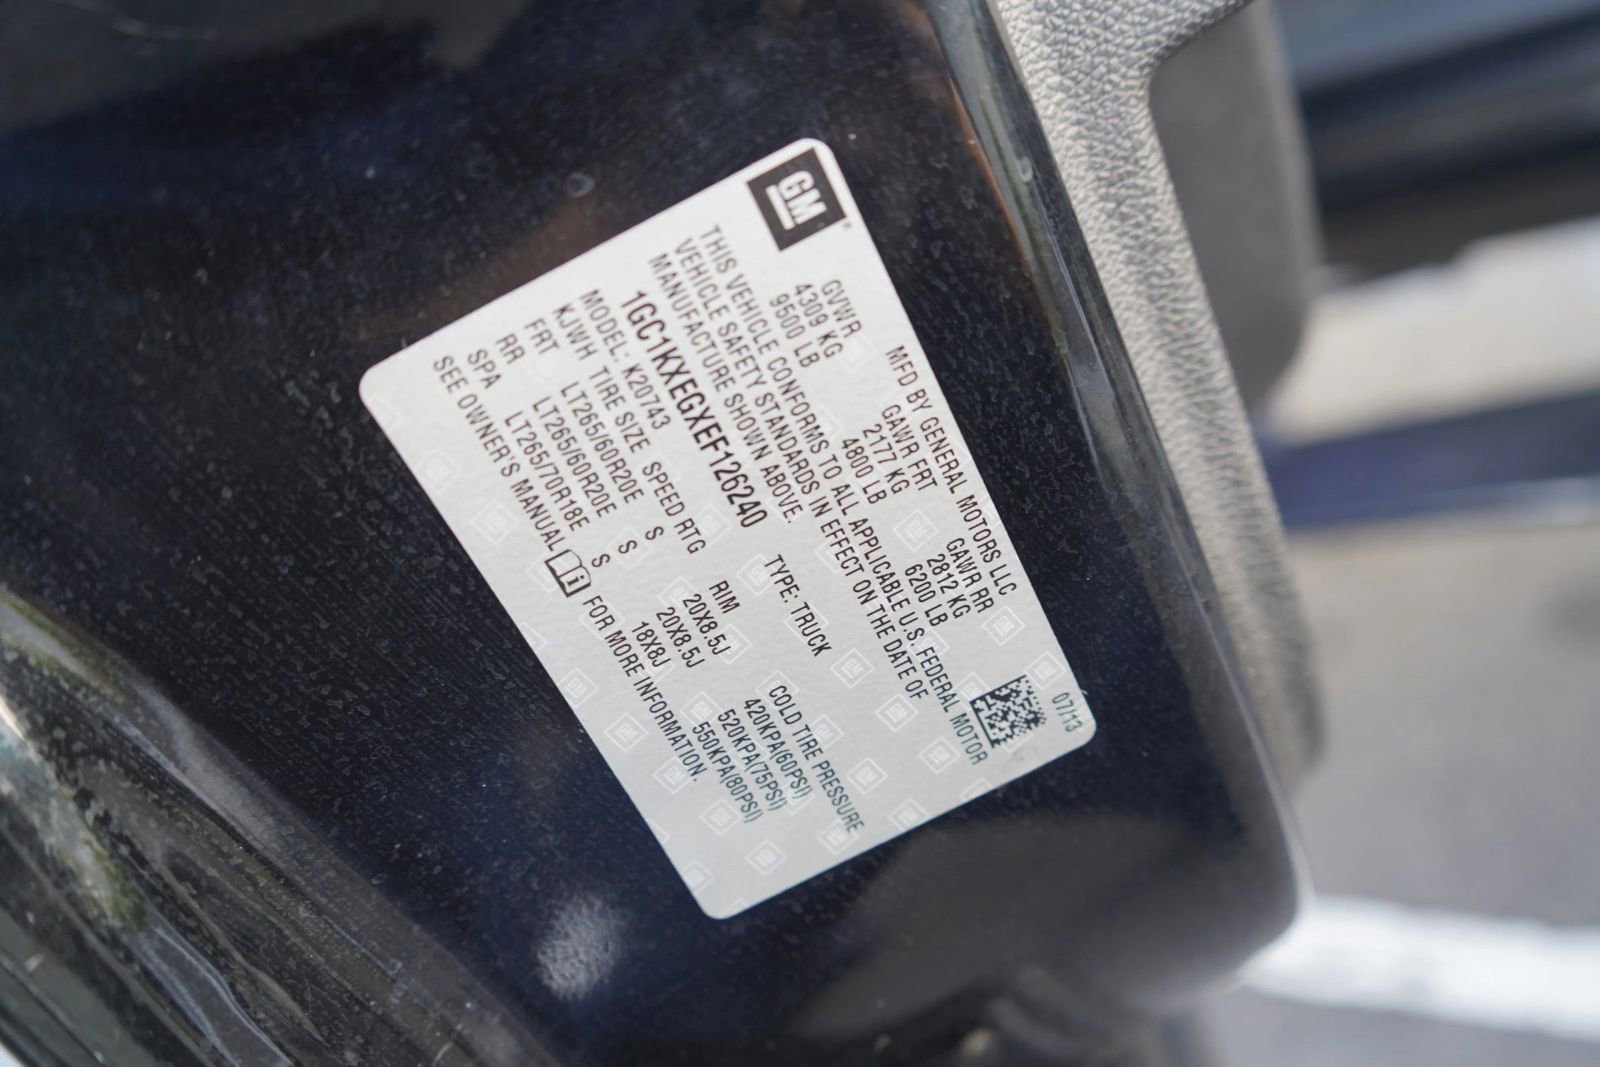 GM
MFD BY GENERAL MOTORS LLC
07/13
GVWR GAWR FRT GAWR RR
4309 KG 2177 KG 2812 KG
9500 LB 4800 LB 6200 LB
THIS VEHICLE CONFORMS TO ALL APPLICABLE U.S. FEDERAL MOTOR
VEHICLE SAFETY STANDARDS IN EFFECT ON THE DATE OF
MANUFACTURE SHOWN ABOVE.
1GC1KXEGXEF126240 TYPE: TRUCK
MODEL: K20743
KJWH TIRE SIZE SPEED RTG RIM COLD TIRE PRESSURE
FRT LT265/60R20E S 20X8.5J 420KPA(60PSI)
RR LT265/60R20E S 20X8.5J 520KPA(75PSI)
SPA LT265/70R18E S 18X8J 550KPA(80PSI)
SEE OWNER'S MANUAL FOR MORE INFORMATION.